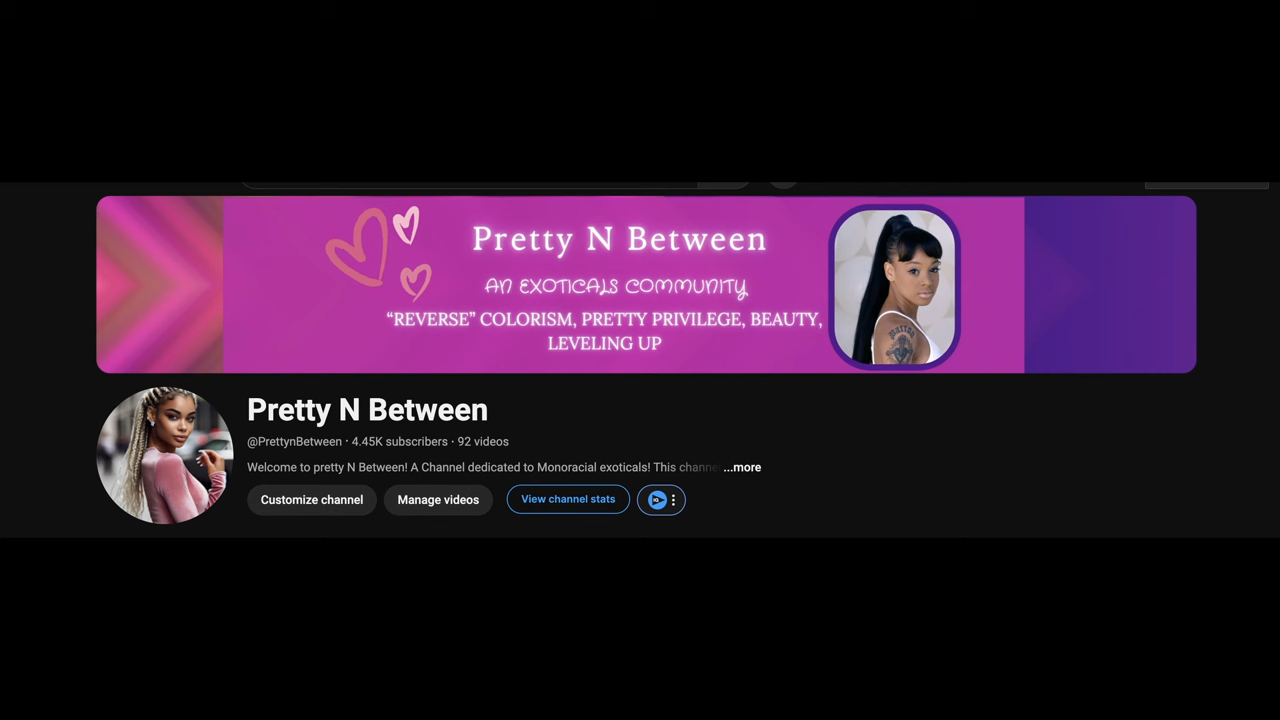 Pretty N Between
AN EXOTICALS COMMUNITY
“REVERSE” COLORISM, PRETTY PRIVILEGE, BEAUTY,
LEVELING UP
Pretty N Between
@PrettynBetween · 4.45K subscribers · 92 videos
Welcome to pretty N Between! A Channel dedicated to Monoracial exoticals! This channe ...more
Customize channel
Manage videos
View channel stats